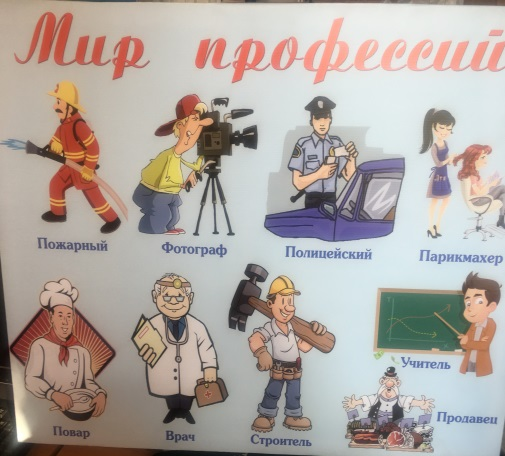 Мир профессий
Пожарный
Фотограф
Полицейский
Парикмахер
Повар
Врач
Строитель
Учитель
Продавец